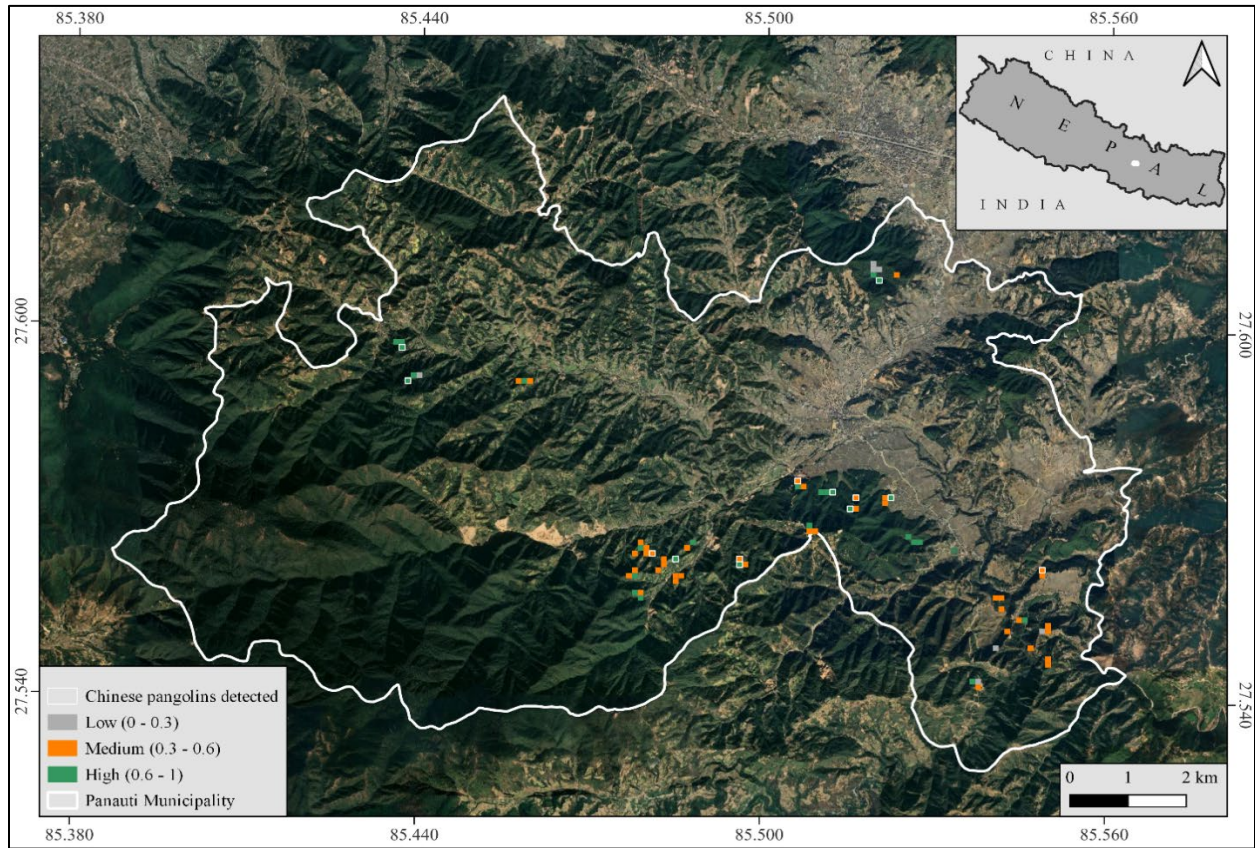 85.380
85.440
85.500
85.560
CHINA
NEPAL
INDIA
27.600
27.600
27.540
27.540
Chinese pangolins detected
Low (0 - 0.3)
Medium (0.3 - 0.6)
High (0.6 - 1)
Panauti Municipality
0 1 2 km
85.380
85.440
85.500
85.560